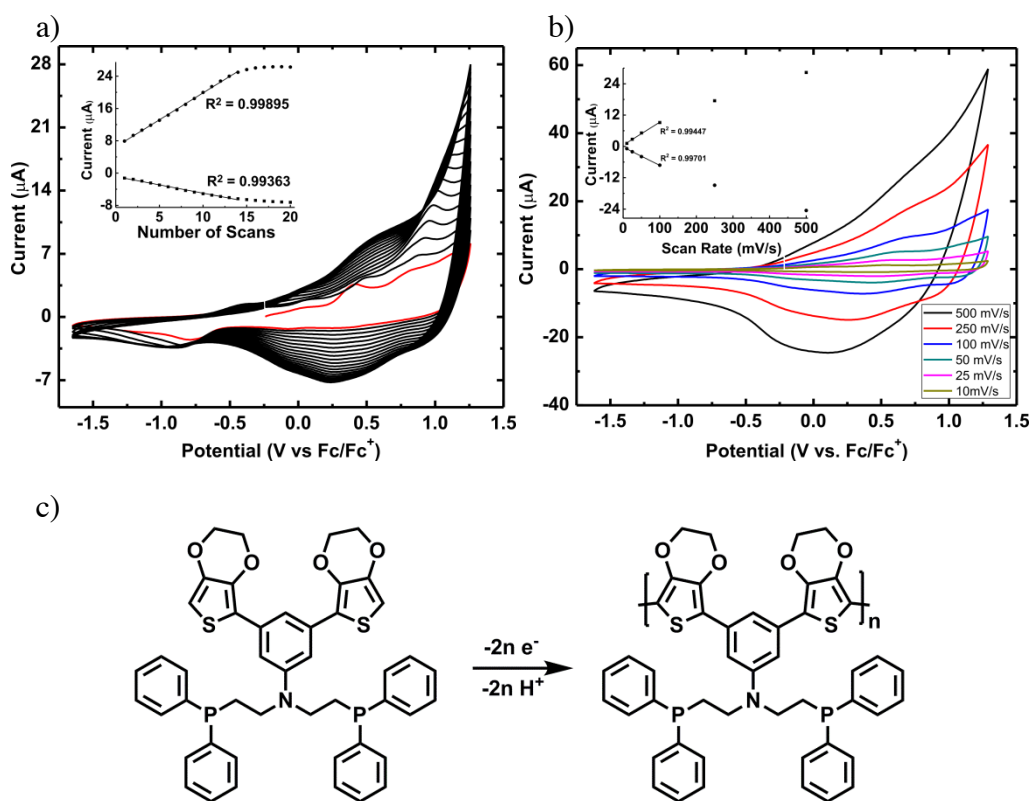 a)
28
21
14
7
0
-7
Current (µA)
-1.5 -1.0 -0.5 0.0 0.5 1.0 1.5
Potential (V vs Fc/Fc+)
24
16
8
0
Current (µA)
R2 = 0.99895
R2 = 0.99363
0 5 10 15 20
Number of Scans
b)
60
40
20
0
-20
-40
Current (µA)
-1.5 -1.0 -0.5 0.0 0.5 1.0 1.5
Potential (V vs. Fc/Fc+)
24
16
8
0
-8
-16
-24
Current (µA)
R2 = 0.99447
R2 = 0.99701
0 100 200 300 400 500
Scan Rate (mV/s)
500 mV/s
250 mV/s
100 mV/s
50 mV/s
25 mV/s
10mV/s
c)
O O O O
S S
N
P P
-2n e-
-2n H+
O O O O
S S n
N
P P